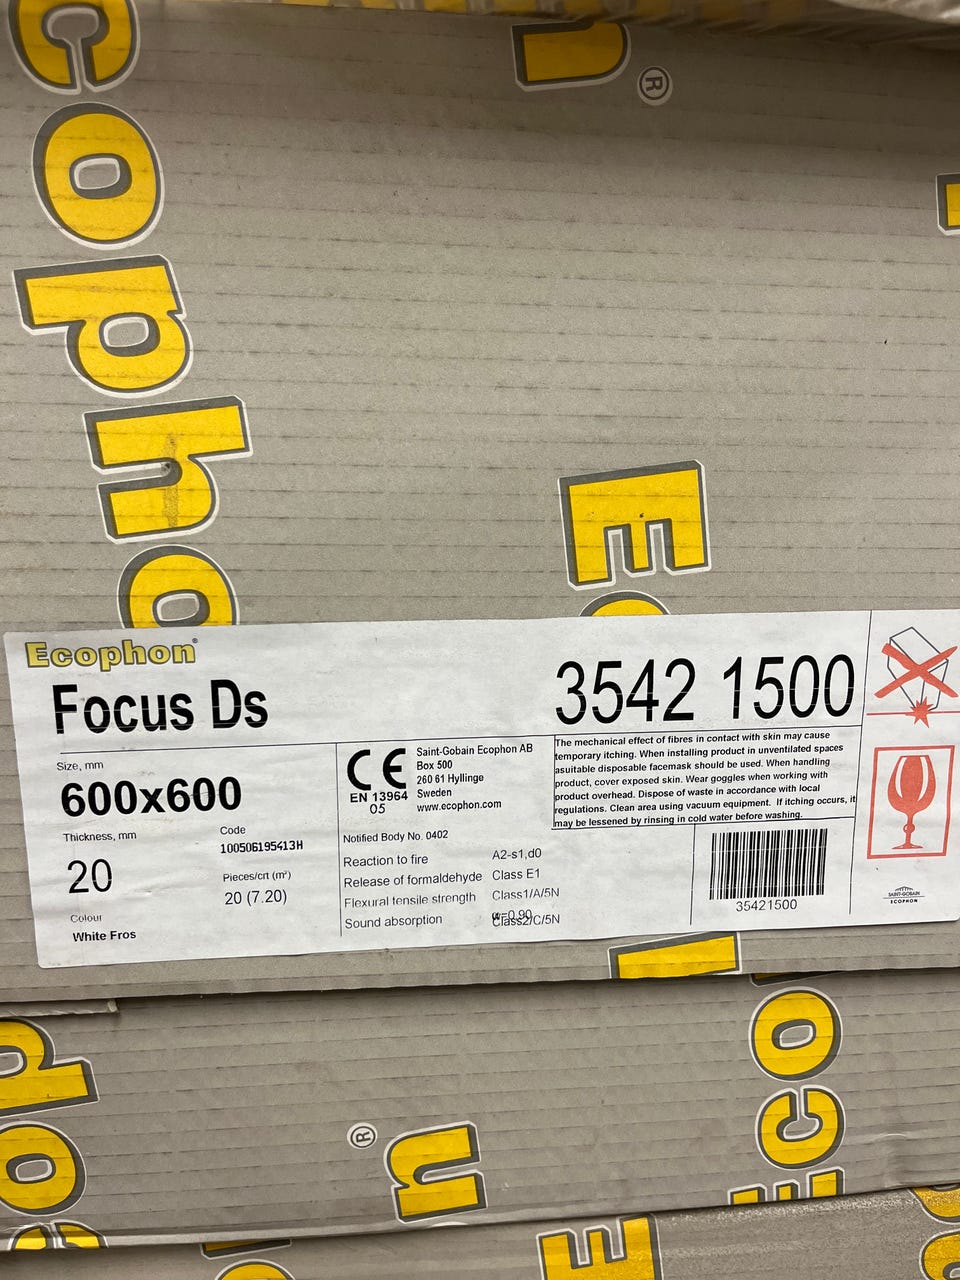 Ecophon
n®
E
Ecophon®
Focus Ds
3542 1500
Size, mm
600x600
Thickness, mm
20
Code
100506195413H
Pieces/crt (m²)
20 (7.20)
Colour
White Fros
CE
EN 13964
05
Saint-Gobain Ecophon AB
Box 500
260 61 Hyllinge
Sweden
www.ecophon.com
Notified Body No. 0402
Reaction to fire A2-s1,d0
Release of formaldehyde Class E1
Flexural tensile strength Class1/A/5N
Sound absorption
Class2/C/5N
The mechanical effect of fibres in contact with skin may cause
temporary itching. When installing product in unventilated spaces
asuitable disposable facemask should be used. When handling
product, cover exposed skin. Wear goggles when working with
product overhead. Dispose of waste in accordance with local
regulations. Clean area using vacuum equipment. If itching occurs, it
may be lessened by rinsing in cold water before washing.
35421500
SAINT-GOBAIN
ECOPHON
Eco
n®
E